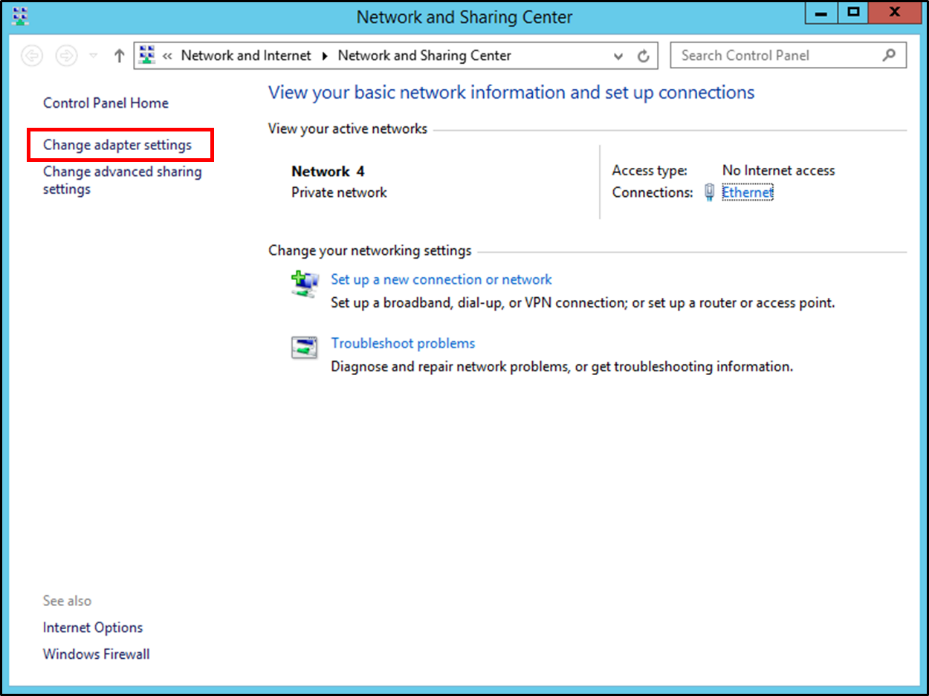 Network and Sharing Center
« Network and Internet ▸ Network and Sharing Center
Search Control Panel
Control Panel Home
Change adapter settings
Change advanced sharing
settings
View your basic network information and set up connections
View your active networks
Network 4
Private network
Access type: No Internet access
Connections: Ethernet
Change your networking settings
Set up a new connection or network
Set up a broadband, dial-up, or VPN connection; or set up a router or access point.
Troubleshoot problems
Diagnose and repair network problems, or get troubleshooting information.
See also
Internet Options
Windows Firewall